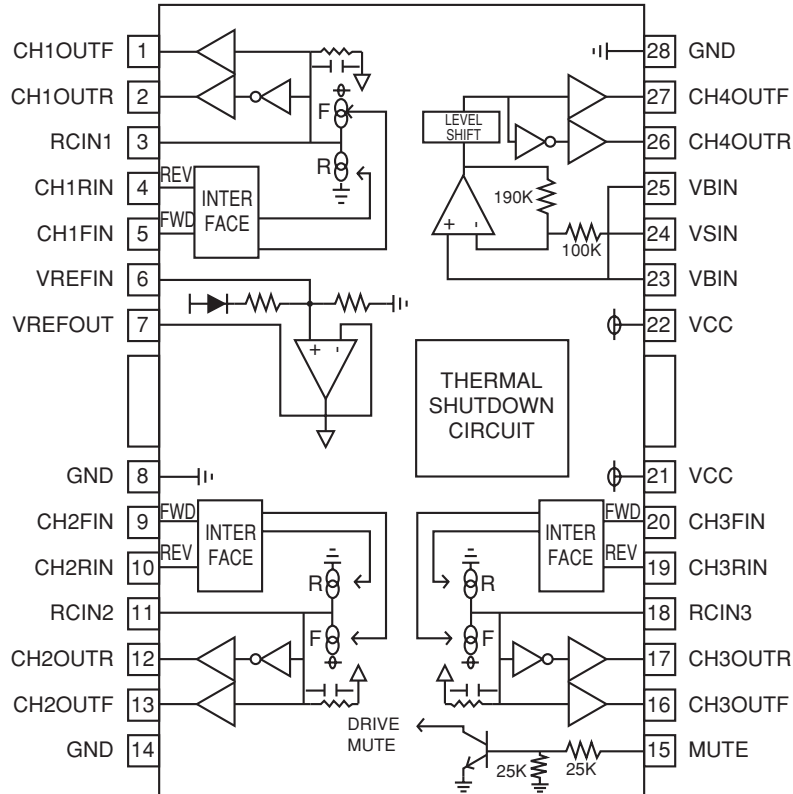 CH1OUTF 1
CH1OUTR 2
RCIN1 3
CH1RIN 4
CH1FIN 5
VREFIN 6
VREFOUT 7
GND 8
CH2FIN 9
CH2RIN 10
RCIN2 11
CH2OUTR 12
CH2OUTF 13
GND 14
REV
FWD
INTER
FACE
F
R
+ -
FWD
REV
INTER
FACE
R
F
LEVEL
SHIFT
190K
100K
+ -
THERMAL
SHUTDOWN
CIRCUIT
INTER
FACE
FWD
REV
R
F
DRIVE
MUTE
25K
25K
28 GND
27 CH4OUTF
26 CH4OUTR
25 VBIN
24 VSIN
23 VBIN
22 VCC
21 VCC
20 CH3FIN
19 CH3RIN
18 RCIN3
17 CH3OUTR
16 CH3OUTF
15 MUTE